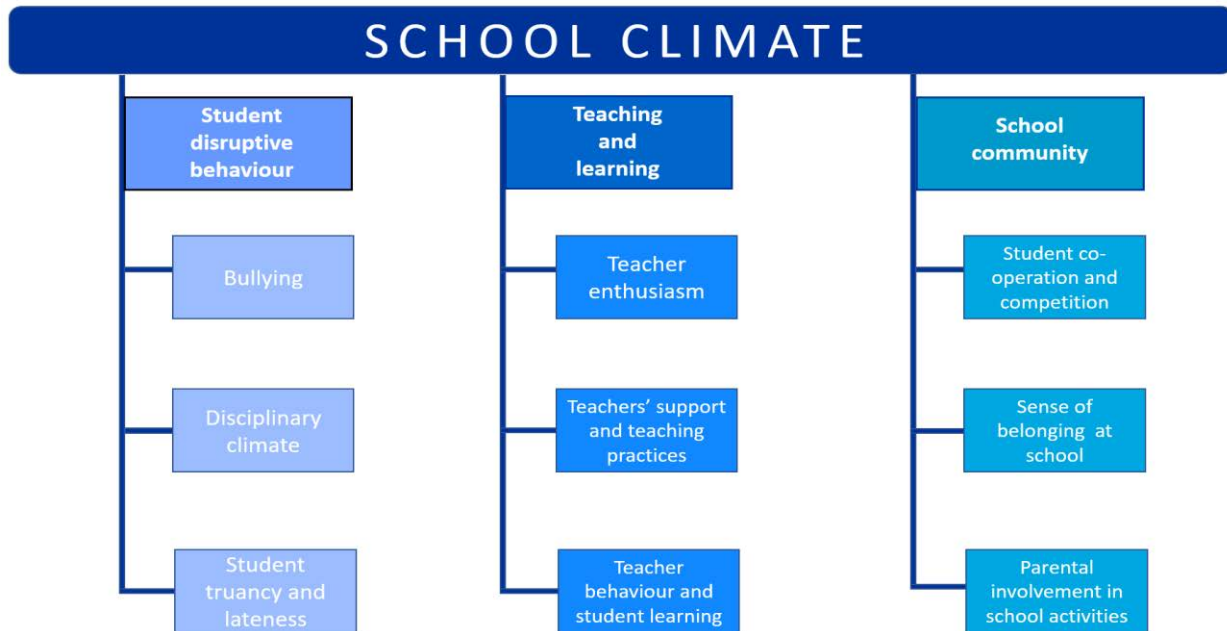 SCHOOL CLIMATE
Student
disruptive
behaviour
Bullying
Disciplinary
climate
Student
truancy and
lateness
Teaching
and
learning
Teacher
enthusiasm
Teachers' support
and teaching
practices
Teacher
behaviour and
student learning
School
community
Student co-
operation and
competition
Sense of
belonging at
school
Parental
involvement in
school activities